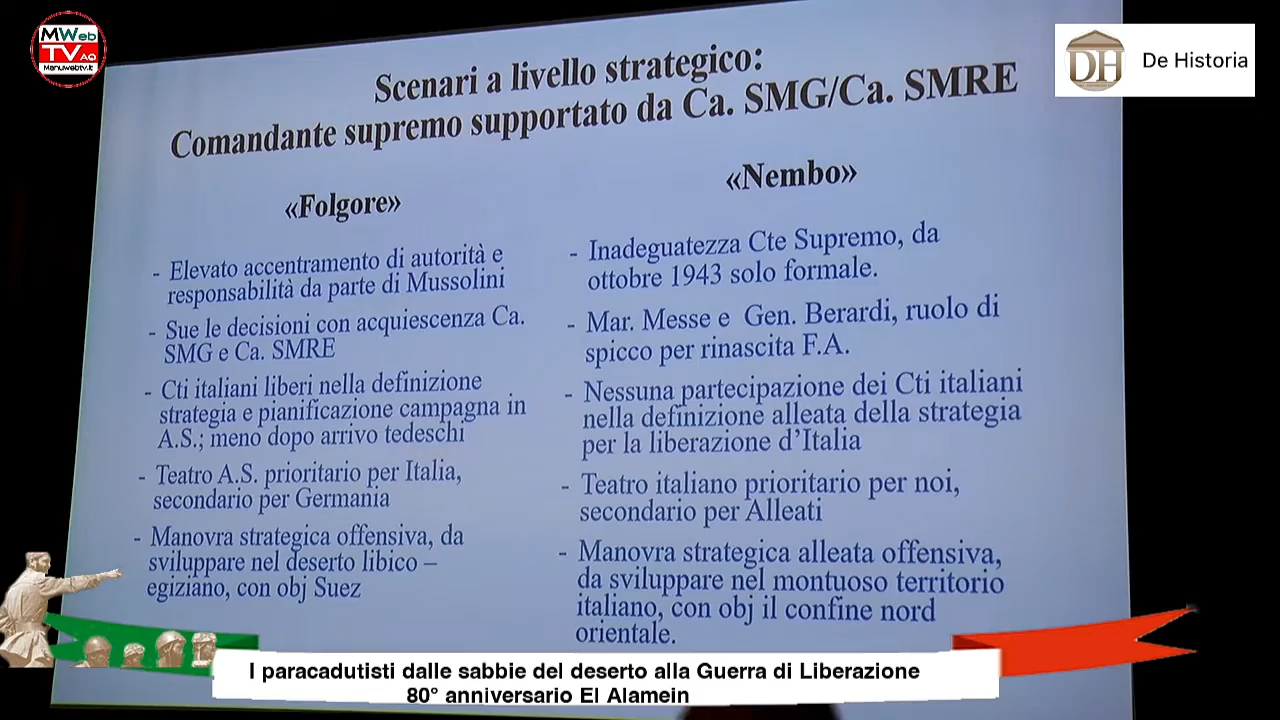 MWeb
TV AQ
Manuwebtv.it
DH
De Historia
Scenari a livello strategico:
Comandante supremo supportato da Ca. SMG/Ca. SMRE
«Folgore»
- Elevato accentramento di autorità e
responsabilità da parte di Mussolini
- Sue le decisioni con acquiescenza Ca.
SMG e Ca. SMRE
- Cti italiani liberi nella definizione
strategia e pianificazione campagna in
A.S.; meno dopo arrivo tedeschi
- Teatro A.S. prioritario per Italia,
secondario per Germania
- Manovra strategica offensiva, da
sviluppare nel deserto libico –
egiziano, con obj Suez
«Nembo»
- Inadeguatezza Cte Supremo, da
ottobre 1943 solo formale.
- Mar. Messe e Gen. Berardi, ruolo di
spicco per rinascita F.A.
- Nessuna partecipazione dei Cti italiani
nella definizione alleata della strategia
per la liberazione d’Italia
- Teatro italiano prioritario per noi,
secondario per Alleati
- Manovra strategica alleata offensiva,
da sviluppare nel montuoso territorio
italiano, con obj il confine nord
orientale.
I paracadutisti dalle sabbie del deserto alla Guerra di Liberazione
80° anniversario El Alamein